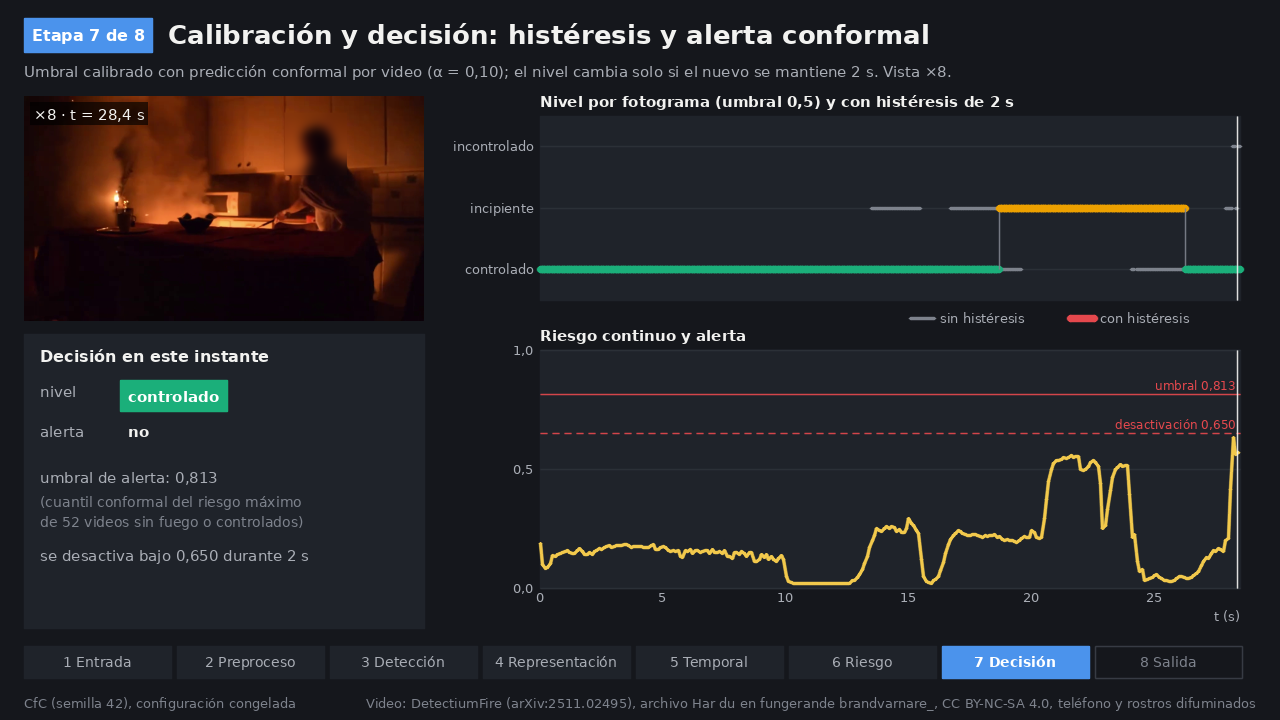 Etapa 7 de 8
Calibración y decisión: histéresis y alerta conformal
Umbral calibrado con predicción conformal por video (α = 0,10); el nivel cambia solo si el nuevo se mantiene 2 s. Vista ×8.
×8 · t = 28,4 s
Decisión en este instante
nivel controlado
alerta no
umbral de alerta: 0,813
(cuantil conformal del riesgo máximo
de 52 videos sin fuego o controlados)
se desactiva bajo 0,650 durante 2 s
Nivel por fotograma (umbral 0,5) y con histéresis de 2 s
incontrolado
incipiente
controlado
sin histéresis con histéresis
Riesgo continuo y alerta
1,0
umbral 0,813
desactivación 0,650
0,5
0,0
0 5 10 15 20 25
t (s)
1 Entrada 2 Preproceso 3 Detección 4 Representación 5 Temporal 6 Riesgo 7 Decisión 8 Salida
CfC (semilla 42), configuración congelada
Video: DetectiumFire (arXiv:2511.02495), archivo Har du en fungerande brandvarnare_, CC BY-NC-SA 4.0, teléfono y rostros difuminados